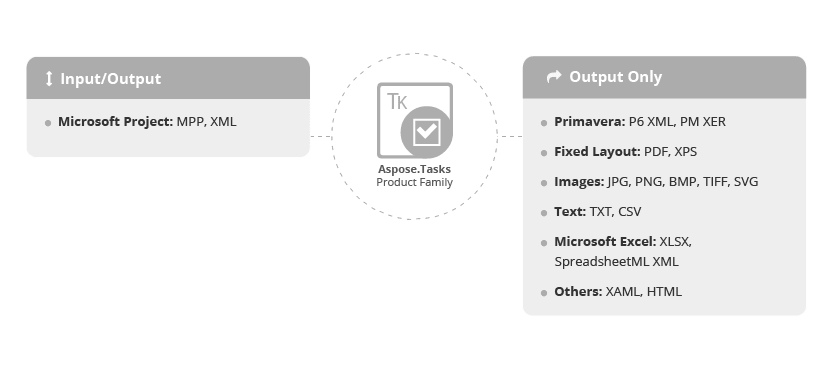 Input/Output
Microsoft Project: MPP, XML
TK
Aspose.Tasks
Product Family
Output Only
Primavera: P6 XML, PM XER
Fixed Layout: PDF, XPS
Images: JPG, PNG, BMP, TIFF, SVG
Text: TXT, CSV
Microsoft Excel: XLSX,
SpreadsheetML XML
Others: XAML, HTML